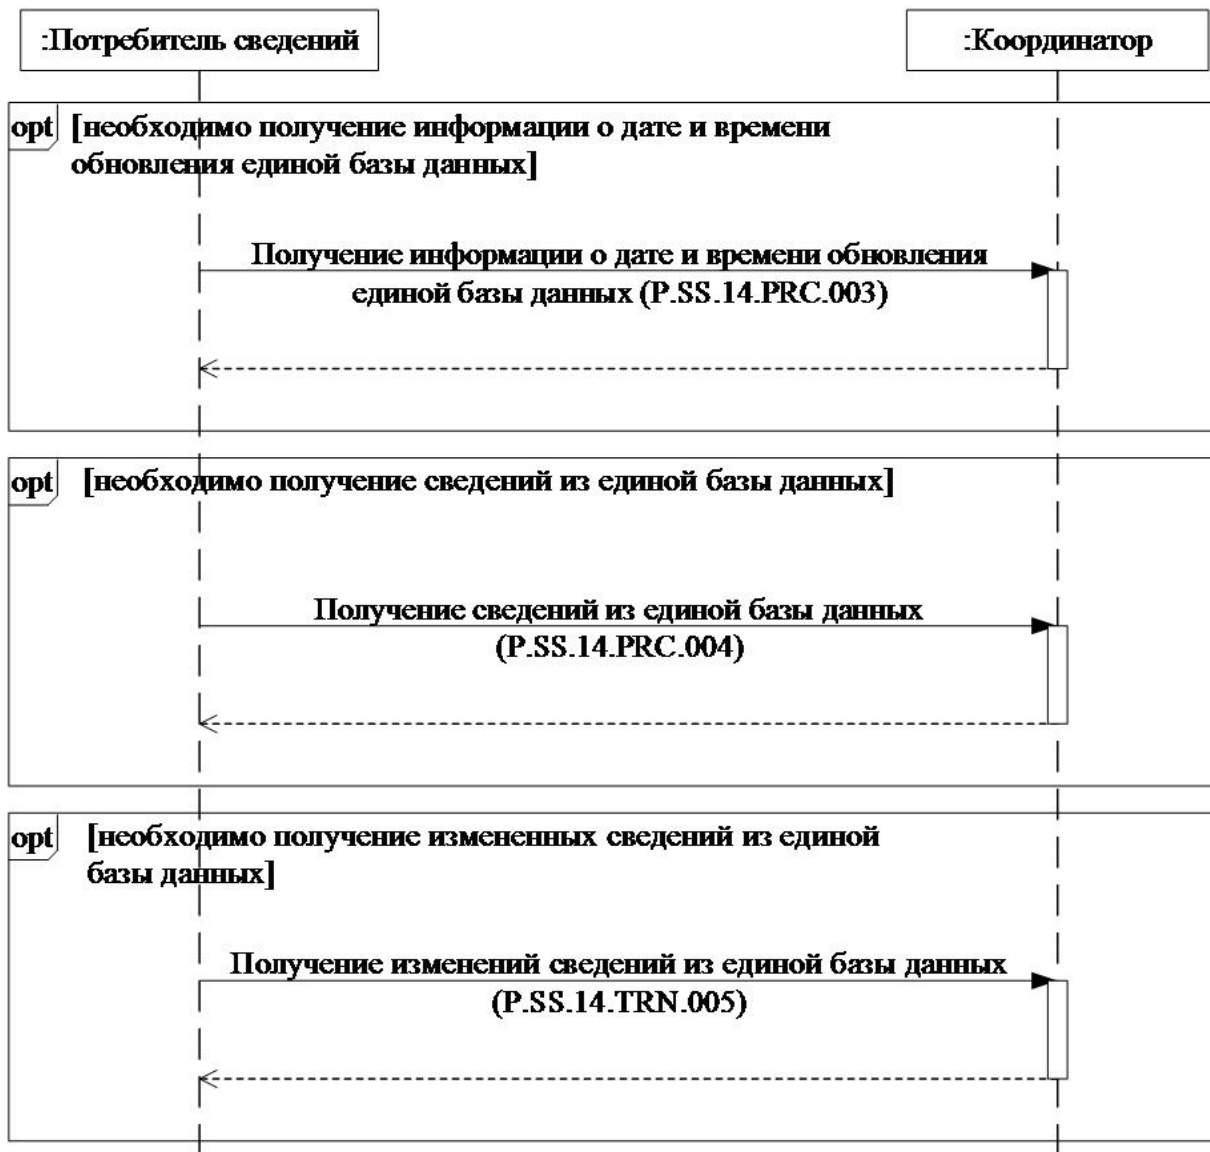 :Потребитель сведений
:Координатор
opt [необходимо получение информации о дате и времени
обновления единой базы данных]
Получение информации о дате и времени обновления
единой базы данных (P.SS.14.PRC.003)
opt [необходимо получение сведений из единой базы данных]
Получение сведений из единой базы данных
(P.SS.14.PRC.004)
opt [необходимо получение измененных сведений из единой
базы данных]
Получение изменений сведений из единой базы данных
(P.SS.14.TRN.005)